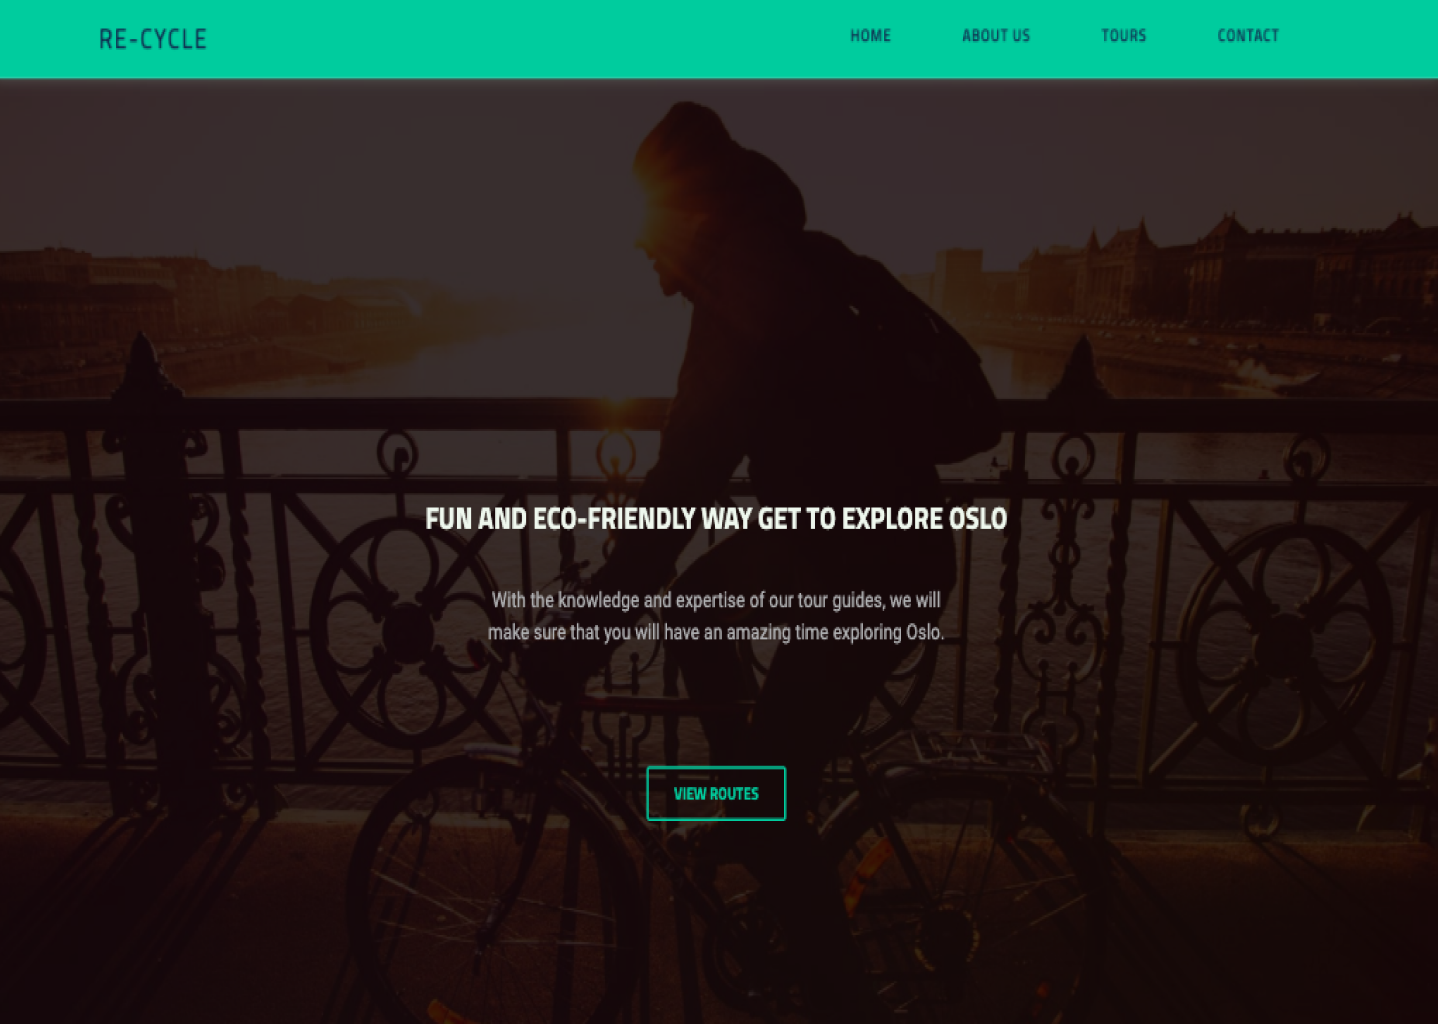 RE-CYCLE
HOME
ABOUT US
TOURS
CONTACT
FUN AND ECO-FRIENDLY WAY GET TO EXPLORE OSLO
With the knowledge and expertise of our tour guides, we will
make sure that you will have an amazing time exploring Oslo.
VIEW ROUTES